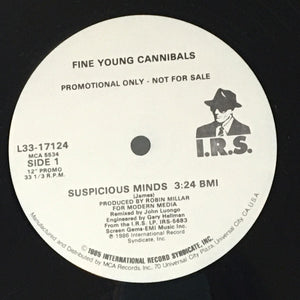 FINE YOUNG CANNIBALS
PROMOTIONAL ONLY - NOT FOR SALE
L33-17124
MCA 5534
SIDE 1
12" PROMO
33 1/3 R.P.M.
I.R.S.
SUSPICIOUS MINDS 3:24 BMI
(James)
PRODUCED BY ROBIN MILLAR
FOR MODERN MEDIA
Remixed by John Luongo
Engineered by Gary Hellman
From the I.R.S. LP IRS-5683
Screen Gems-EMI Music Inc.
℗ 1986 International Record
Syndicate, Inc.
© 1985 INTERNATIONAL RECORD SYNDICATE, INC.
Manufactured and Distributed by MCA Records, Inc., 70 Universal City Plaza, Universal City, CA. U.S.A.